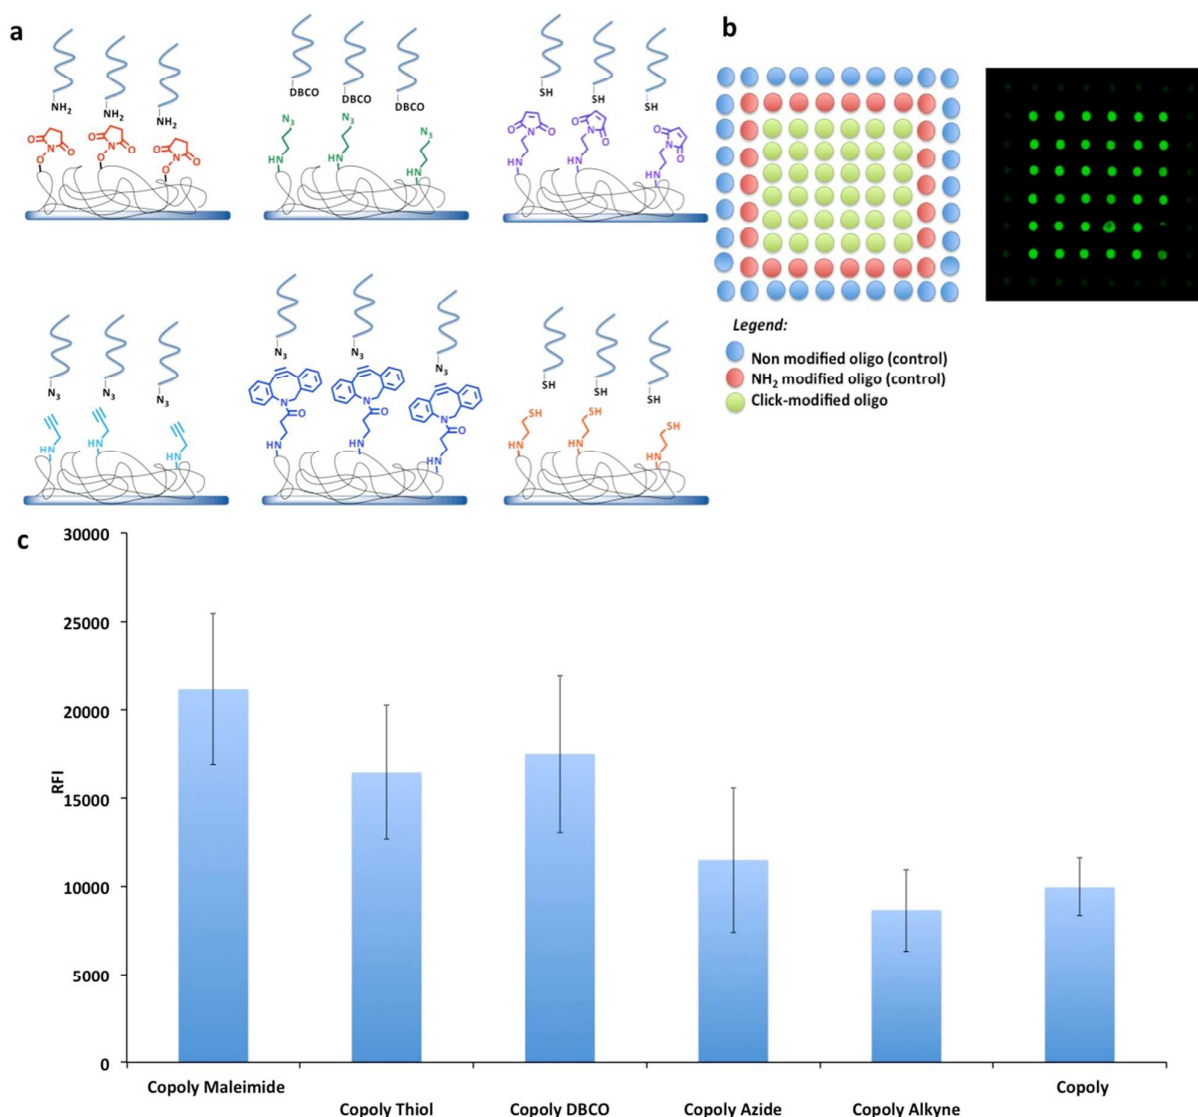 a
b
NH2
NH2
NH2
DBCO
DBCO
DBCO
SH
SH
SH
O
O
N
O
O
O
N
O
O
O
N
O
O
N3
N3
N3
HN
HN
HN
O
N
O
O
N
O
O
N
O
HN
HN
HN
N3
N3
N3
N3
N3
N3
SH
SH
SH
HN
HN
HN
N
O
N
O
N
O
HN
HN
HN
SH
SH
SH
HN
HN
HN
Legend:
Non modified oligo (control)
NH2 modified oligo (control)
Click-modified oligo
c
30000
25000
20000
15000
10000
5000
0
RFI
Copoly Maleimide
Copoly Thiol
Copoly DBCO
Copoly Azide
Copoly Alkyne
Copoly